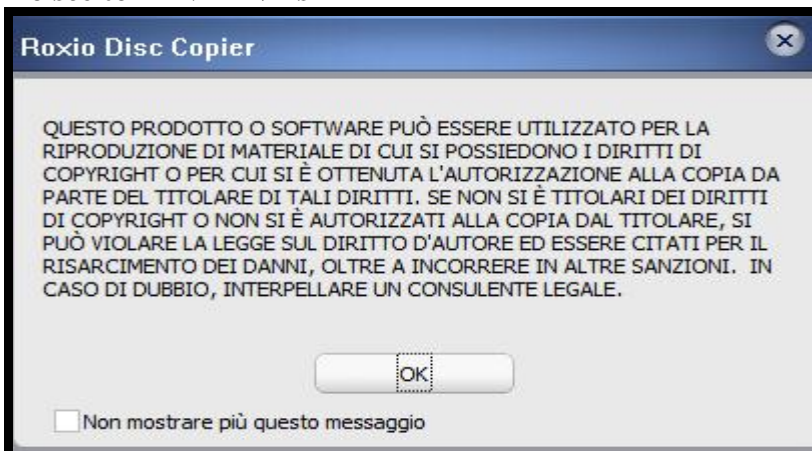 Roxio Disc Copier
QUESTO PRODOTTO O SOFTWARE PUÒ ESSERE UTILIZZATO PER LA
RIPRODUZIONE DI MATERIALE DI CUI SI POSSIEDONO I DIRITTI DI
COPYRIGHT O PER CUI SI È OTTENUTA L'AUTORIZZAZIONE ALLA COPIA DA
PARTE DEL TITOLARE DI TALI DIRITTI. SE NON SI È TITOLARI DEI DIRITTI
DI COPYRIGHT O NON SI È AUTORIZZATI ALLA COPIA DAL TITOLARE, SI
PUÒ VIOLARE LA LEGGE SUL DIRITTO D'AUTORE ED ESSERE CITATI PER IL
RISARCIMENTO DEI DANNI, OLTRE A INCORRERE IN ALTRE SANZIONI. IN
CASO DI DUBBIO, INTERPELLARE UN CONSULENTE LEGALE.
OK
Non mostrare più questo messaggio